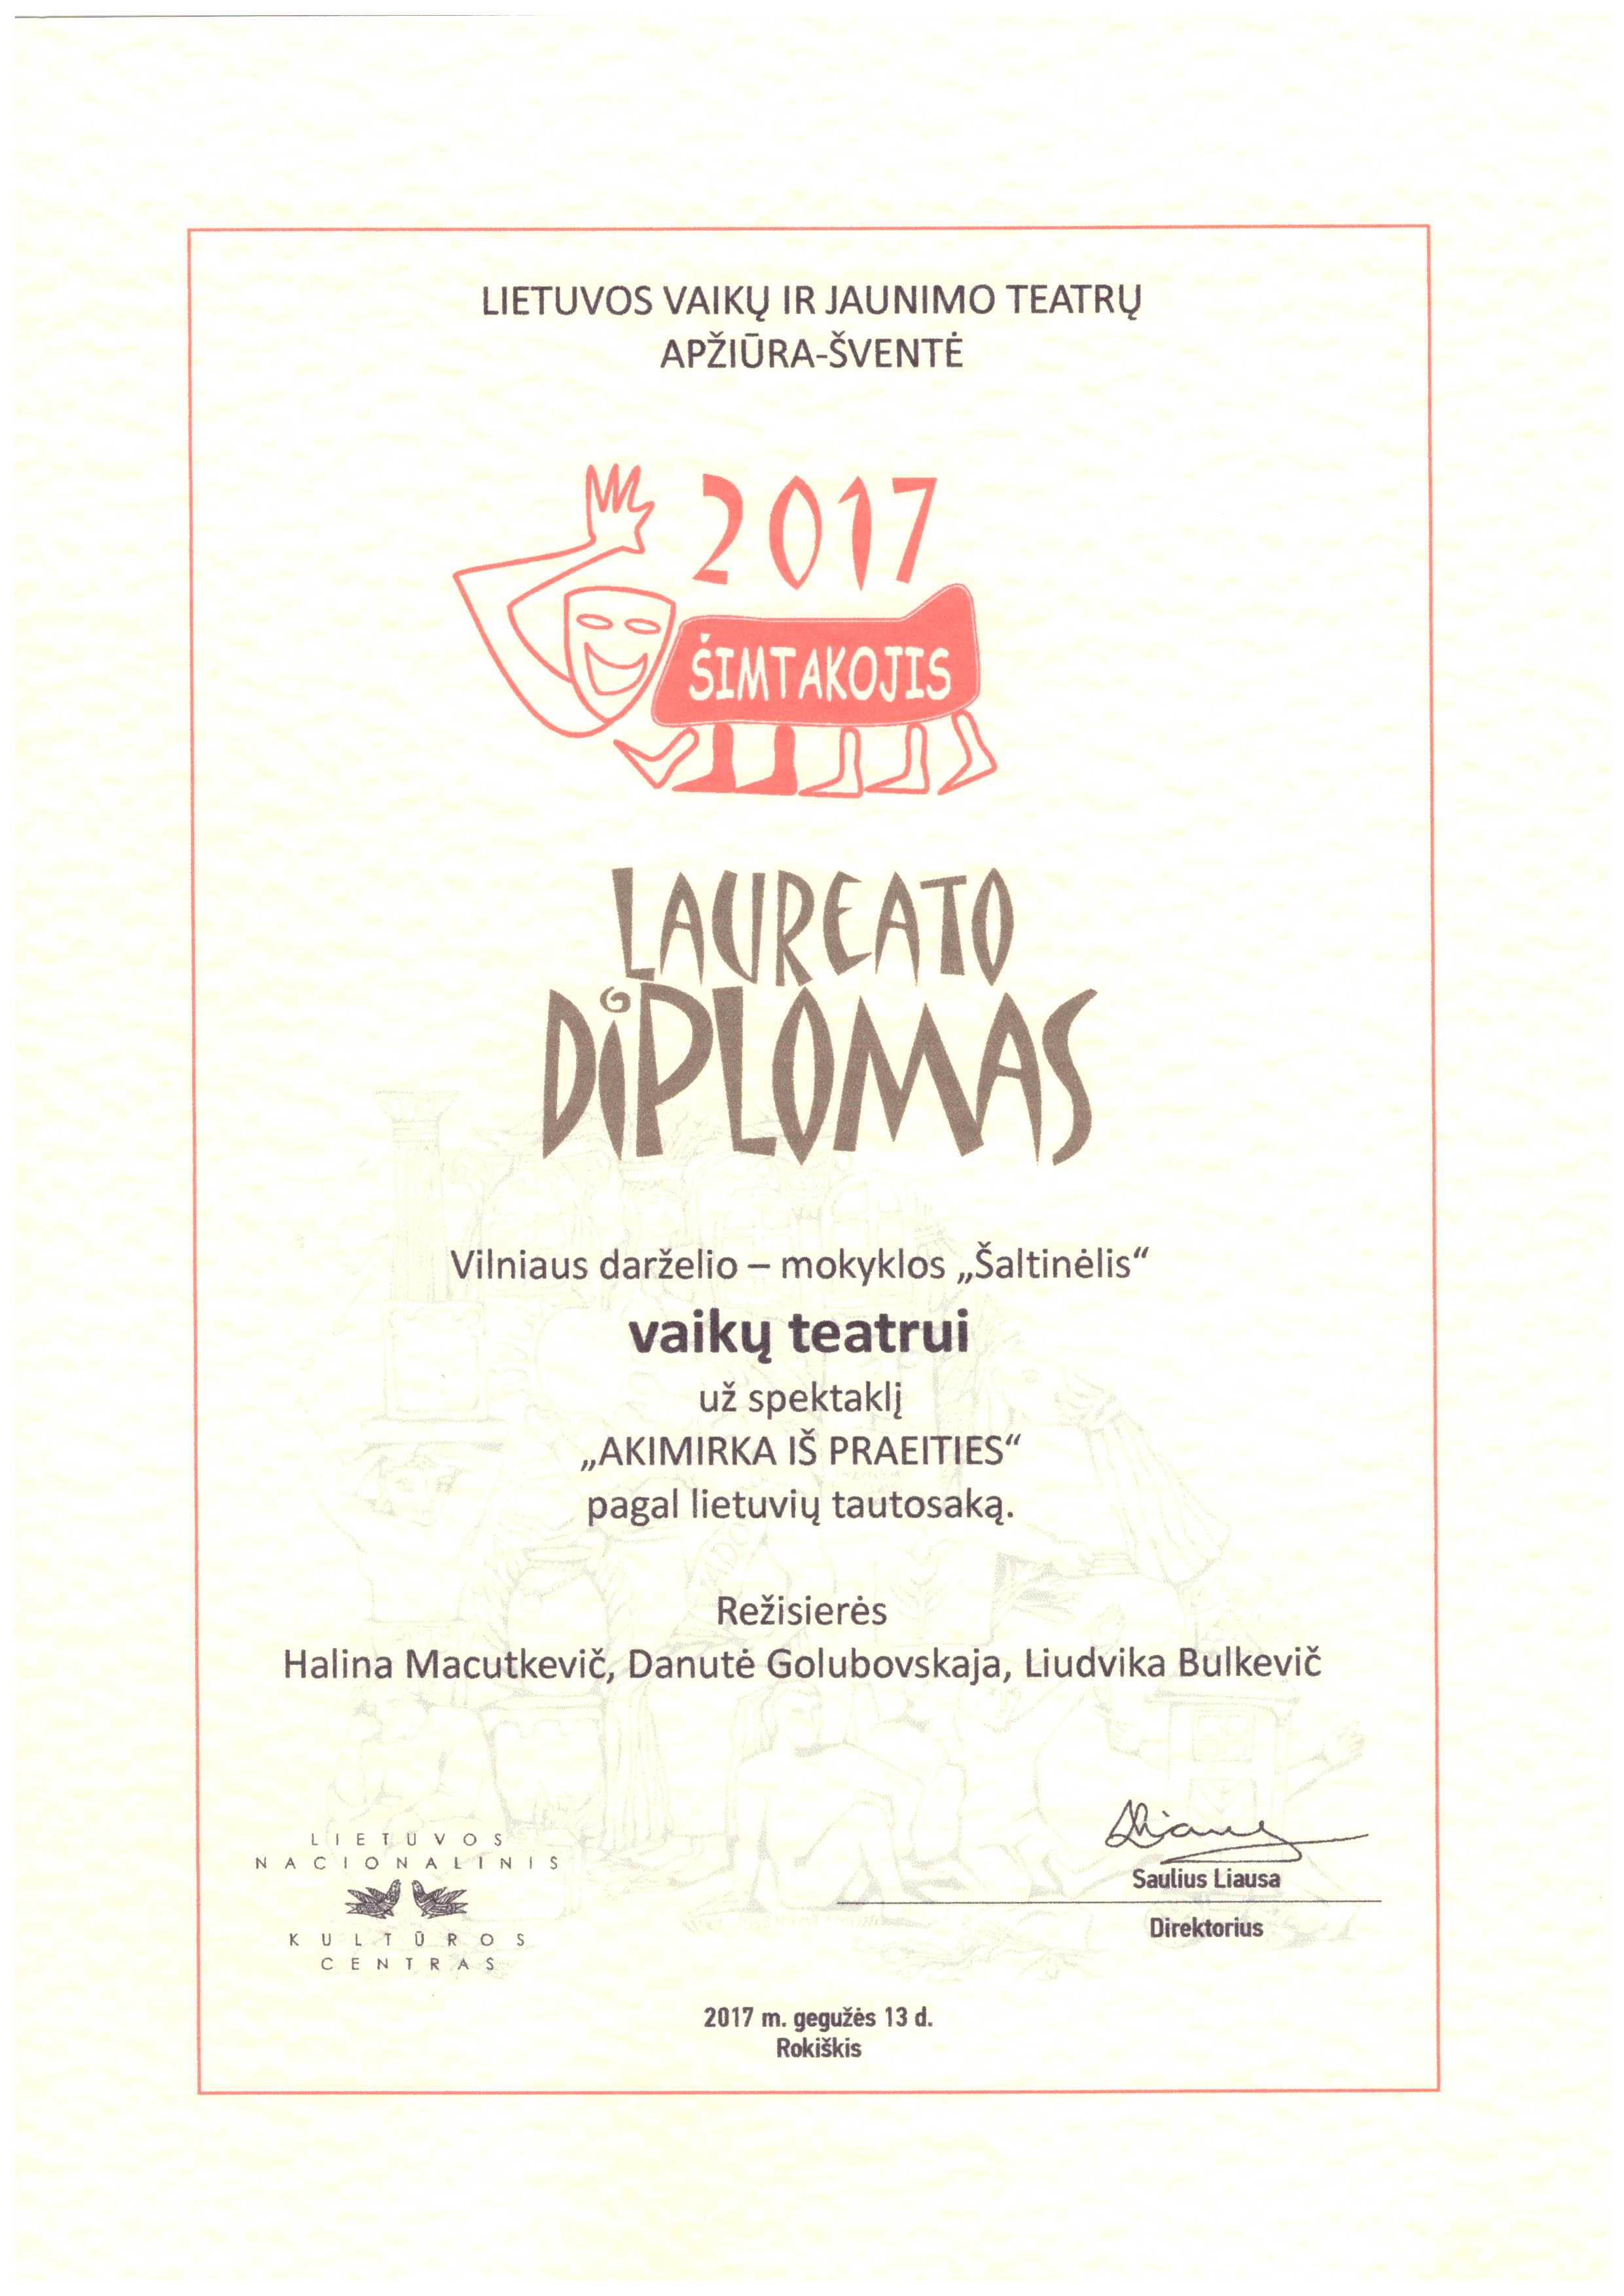 LIETUVOS VAIKŲ IR JAUNIMO TEATRŲ
APŽIŪRA-ŠVENTĖ
2017
ŠIMTAKOJIS
LAUREATO
DIPLOMAS
Vilniaus darželio – mokyklos „Šaltinėlis“
vaikų teatrui
už spektaklį
„AKIMIRKA IŠ PRAEITIES“
pagal lietuvių tautosaką.
Režisierės
Halina Macutkevič, Danutė Golubovskaja, Liudvika Bulkevič
LIETUVOS
NACIONALINIS
KULTŪROS
CENTRAS
Saulius Liausa
Direktorius
2017 m. gegužės 13 d.
Rokiškis